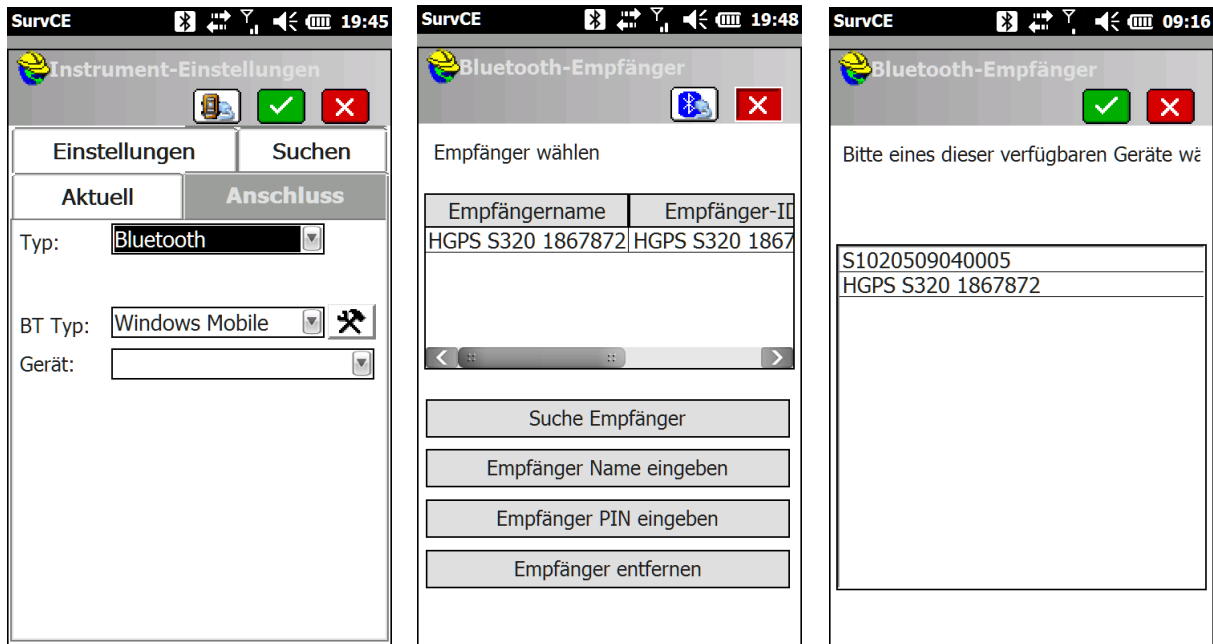 SurvCE 19:45
Instrument-Einstellungen
Einstellungen Suchen
Aktuell Anschluss
Typ: Bluetooth
BT Typ: Windows Mobile
Gerät:
SurvCE 19:48
Bluetooth-Empfänger
Empfänger wählen
Empfängername Empfänger-ID
HGPS S320 1867872 HGPS S320 1867
Suche Empfänger
Empfänger Name eingeben
Empfänger PIN eingeben
Empfänger entfernen
SurvCE 09:16
Bluetooth-Empfänger
Bitte eines dieser verfügbaren Geräte wä
S1020509040005
HGPS S320 1867872